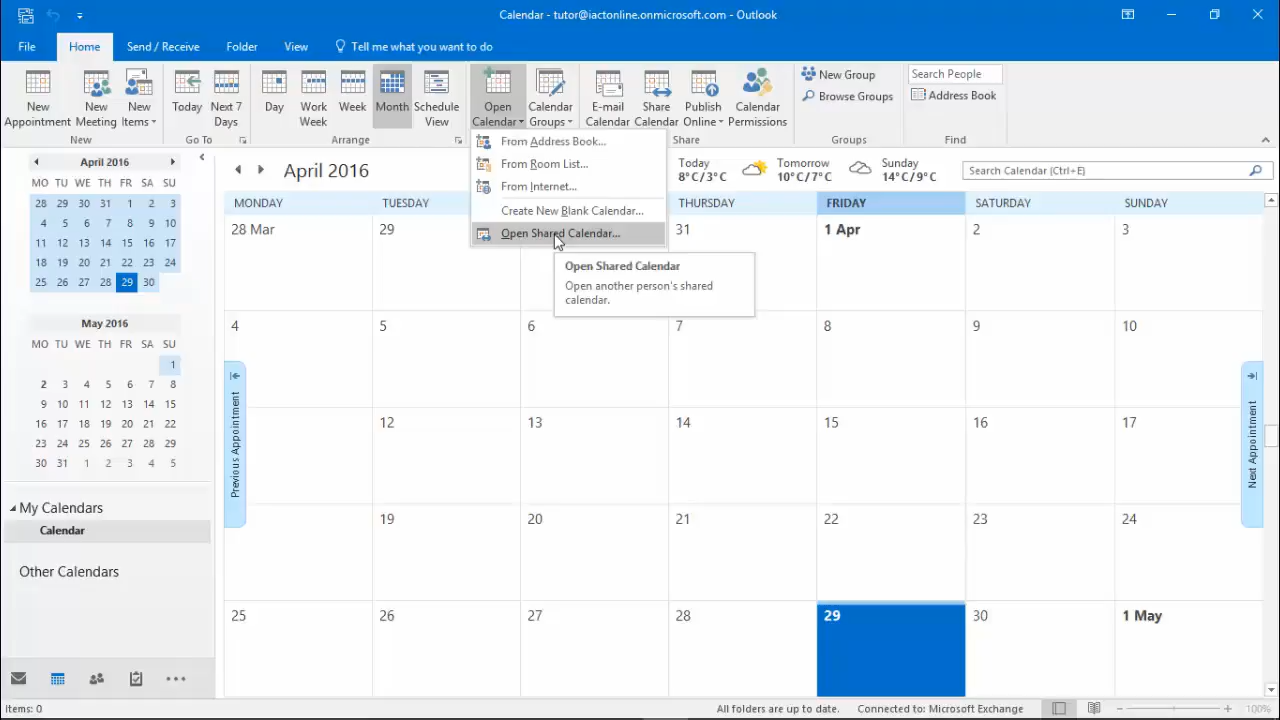 Calendar - tutor@iactonline.onmicrosoft.com - Outlook
File Home Send / Receive Folder View Tell me what you want to do
New Appointment
New Meeting
New Items
New
Today
Next 7 Days
Go To
Day
Work Week
Week
Month
Schedule View
Arrange
Open Calendar
Calendar Groups
E-mail Calendar
Share Calendar
Publish Online
Calendar Permissions
Share
New Group
Browse Groups
Groups
Search People
Address Book
Find
From Address Book...
From Room List...
From Internet...
Create New Blank Calendar...
Open Shared Calendar...
Open Shared Calendar
Open another person's shared
calendar.
April 2016
MO TU WE TH FR SA SU
28 29 30 31 1 2 3
4 5 6 7 8 9 10
11 12 13 14 15 16 17
18 19 20 21 22 23 24
25 26 27 28 29 30
May 2016
MO TU WE TH FR SA SU
1
2 3 4 5 6 7 8
9 10 11 12 13 14 15
16 17 18 19 20 21 22
23 24 25 26 27 28 29
30 31 1 2 3 4 5
My Calendars
Calendar
Other Calendars
April 2016
Today
8°C/3°C
Tomorrow
10°C/7°C
Sunday
14°C/9°C
Search Calendar (Ctrl+E)
MONDAY TUESDAY THURSDAY FRIDAY SATURDAY SUNDAY
28 Mar 29 31 1 Apr 2 3
4 5 6 7 8 9 10
12 13 14 15 16 17
19 20 21 22 23 24
25 26 27 28 29 30 1 May
Previous Appointment
Next Appointment
Items: 0
All folders are up to date. Connected to: Microsoft Exchange
100%